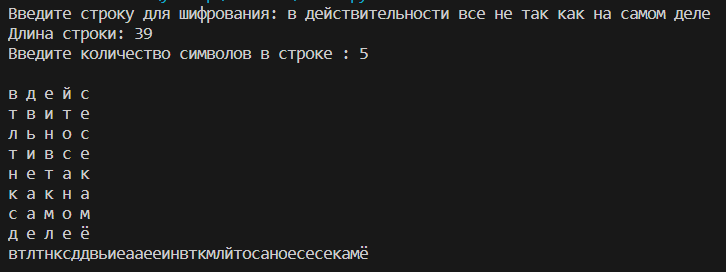 Введите строку для шифрования: в действительности все не так как на самом деле
Длина строки: 39
Введите количество символов в строке : 5
в д е й с
т в и т е
л ь н о с
т и в с е
н е т а к
к а к н а
с а м о м
д е л е ё
втлтнксддвьиеааееинвткмлйтосаноесесекамё